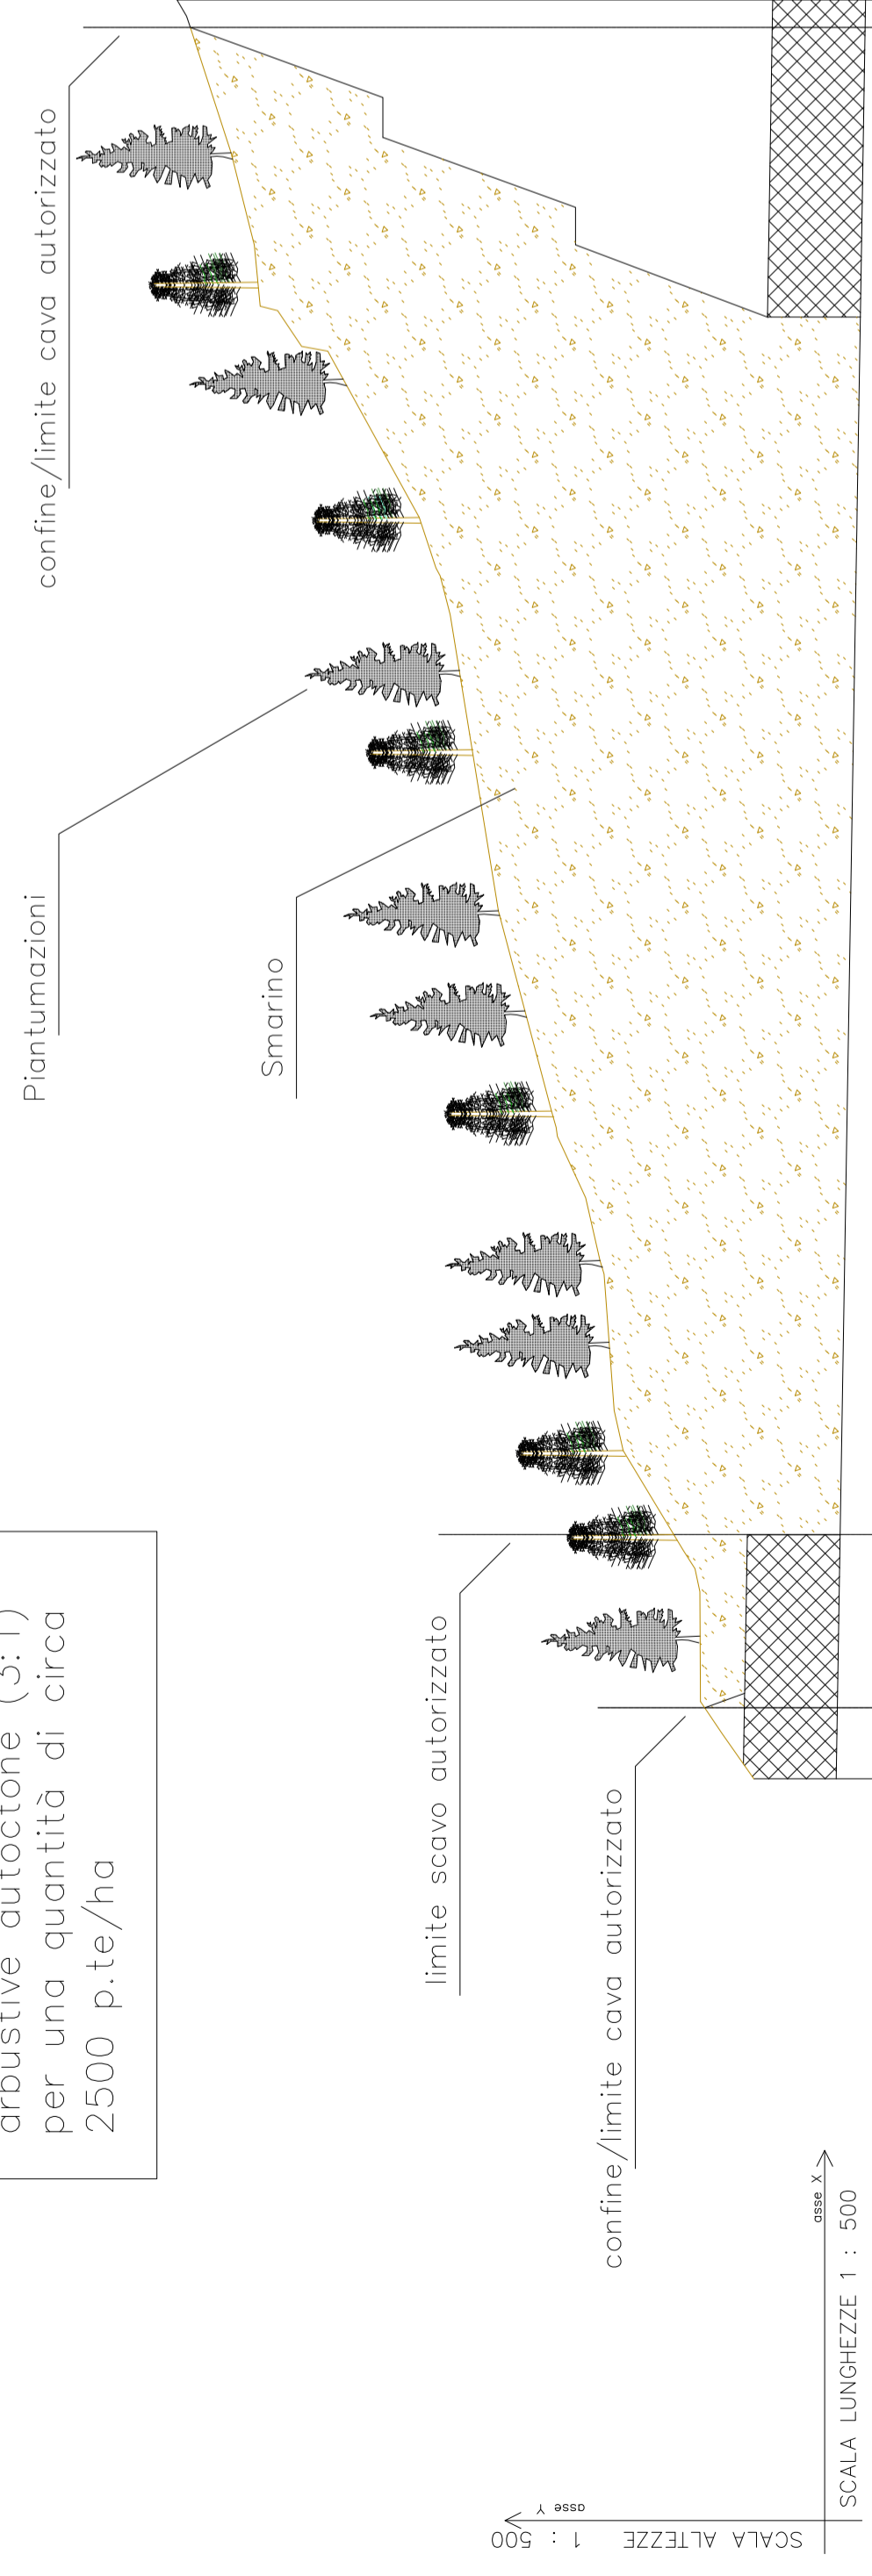 arbustive autoctone (3:1)
per una quantità di circa
2500 p.te/ha
confine/limite cava autorizzato
Piantumazioni
Smarino
limite scavo autorizzato
confine/limite cava autorizzato
asse X
SCALA LUNGHEZZE 1 : 500
asse Y
SCALA ALTEZZE 1 : 500